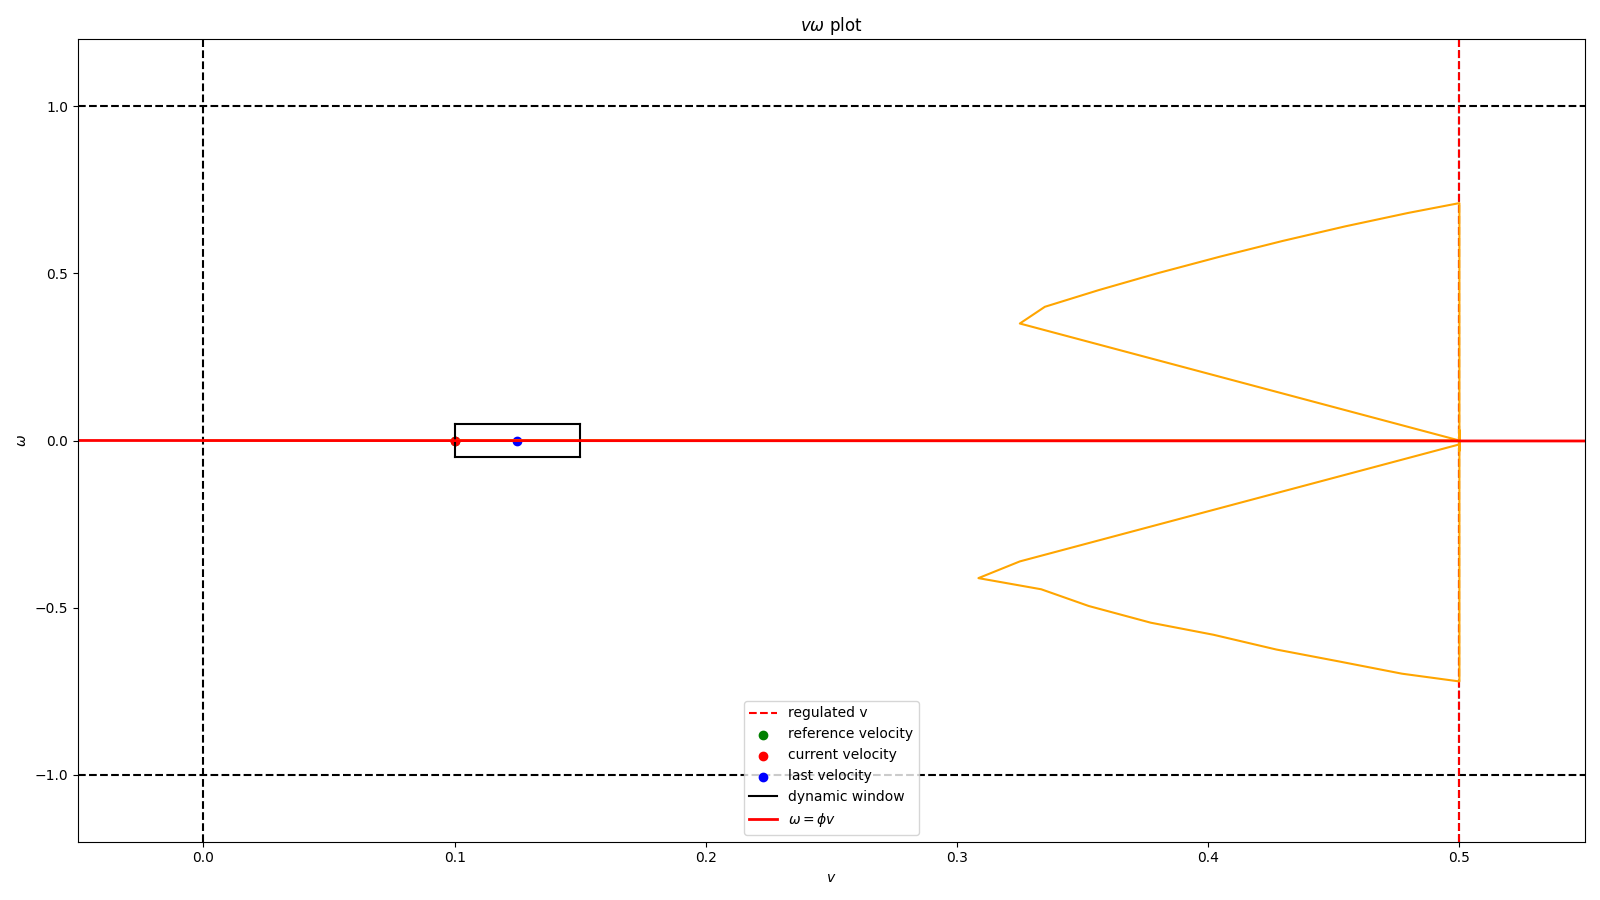 vω plot
1.0
0.5
0.0
−0.5
−1.0
ω
0.0 0.1 0.2 0.3 0.4 0.5
v
regulated v
reference velocity
current velocity
last velocity
dynamic window
ω = ϕv